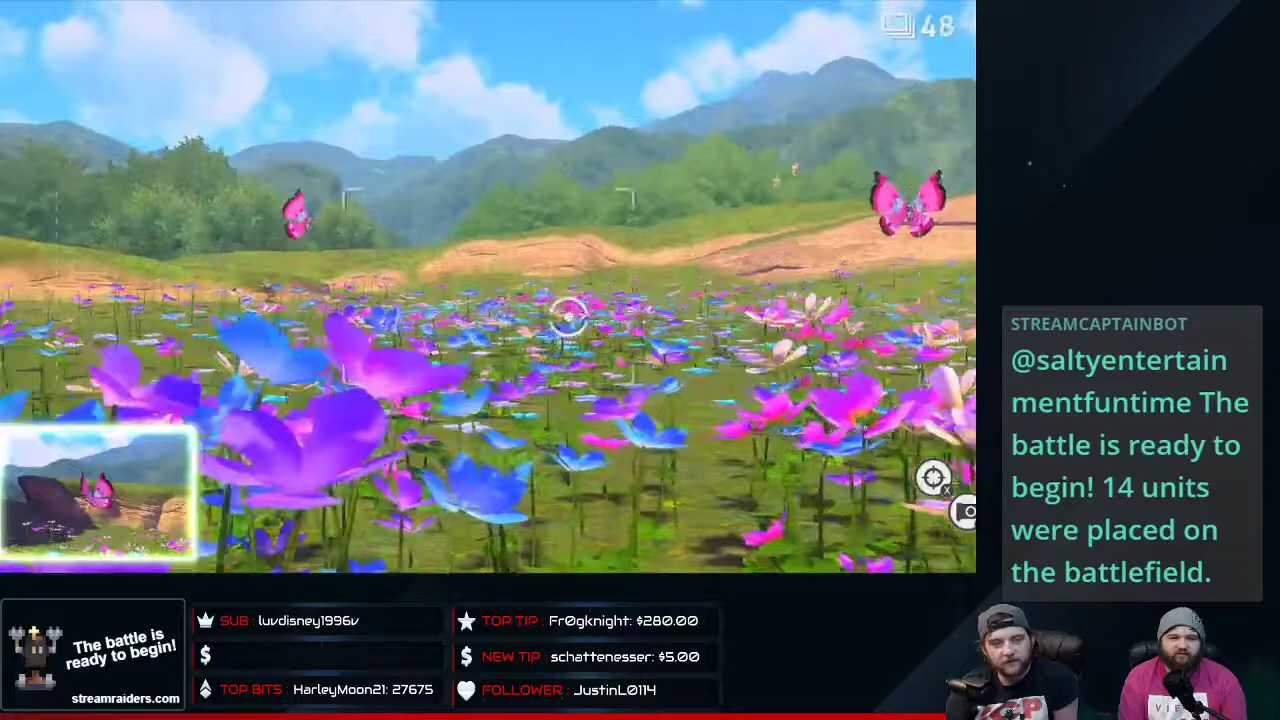 48
X
STREAMCAPTAINBOT
@saltyentertain
mentfuntime The
battle is ready to
begin! 14 units
were placed on
the battlefield.
The battle is
ready to begin!
streamraiders.com
SUB : luvdisney1996v
$
TOP BITS : HarleyMoon21: 27675
TOP TIP : Fr0gknight: $280.00
$ NEW TIP : schattenesser: $5.00
FOLLOWER : JustinL0114